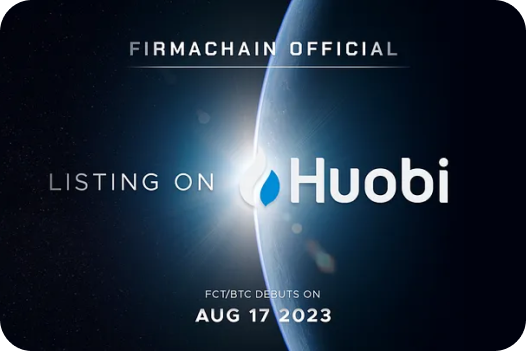 FIRMACHAIN OFFICIAL
LISTING ON Huobi
FCT/BTC DEBUTS ON
AUG 17 2023